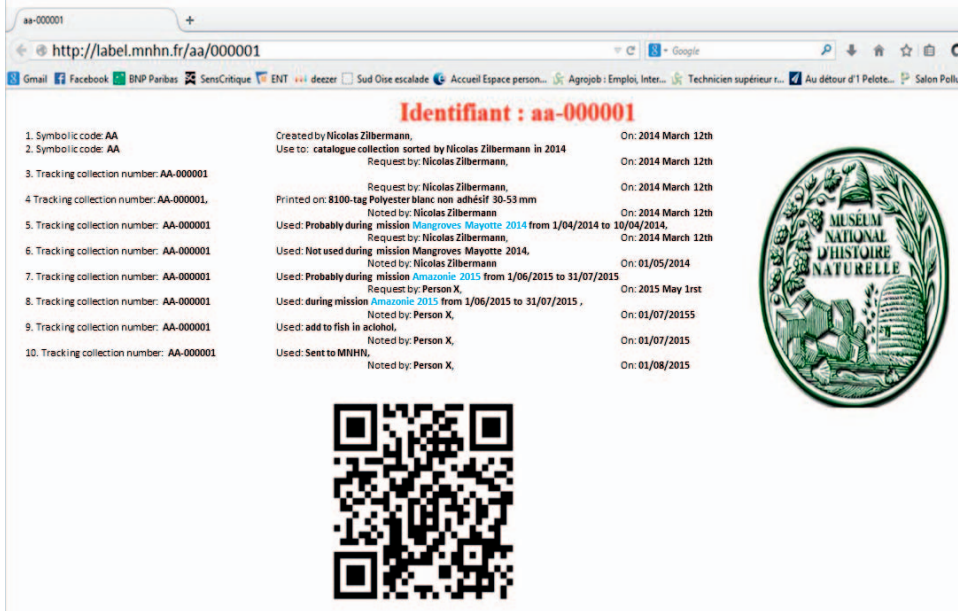 aa-000001 +
http://label.mnhn.fr/aa/000001 Google
Gmail Facebook BNP Paribas SensCritique ENT deezer Sud Oise escalade Accueil Espace person... Agrojob : Emploi, Inter... Technicien supérieur r... Au détour d'1 Pelote... Salon Pollu
Identifiant : aa-000001
1. Symbolic code: AA Created by Nicolas Zilbermann, On: 2014 March 12th
2. Symbolic code: AA Use to: catalogue collection sorted by Nicolas Zilbermann in 2014
Request by: Nicolas Zilbermann, On: 2014 March 12th
3. Tracking collection number: AA-000001
Request by: Nicolas Zilbermann, On: 2014 March 12th
4 Tracking collection number: AA-000001, Printed on: 8100-tag Polyester blanc non adhésif 30-53 mm
Noted by: Nicolas Zilbermann On: 2014 March 12th
5. Tracking collection number: AA-000001 Used: Probably during mission Mangroves Mayotte 2014 from 1/04/2014 to 10/04/2014,
Request by: Nicolas Zilbermann, On: 2014 March 12th
6. Tracking collection number: AA-000001 Used: Not used during mission Mangroves Mayotte 2014,
Noted by: Nicolas Zilbermann On: 01/05/2014
7. Tracking collection number: AA-000001 Used: Probably during mission Amazonie 2015 from 1/06/2015 to 31/07/2015
Request by: Person X, On: 2015 May 1rst
8. Tracking collection number: AA-000001 Used: during mission Amazonie 2015 from 1/06/2015 to 31/07/2015 ,
Noted by: Person X, On: 01/07/20155
9. Tracking collection number: AA-000001 Used: add to fish in aclohol,
Noted by: Person X, On: 01/07/2015
10. Tracking collection number: AA-000001 Used: Sent to MNHN,
Noted by: Person X, On: 01/08/2015
MUSÉUM
NATIONAL
D'HISTOIRE
NATURELLE